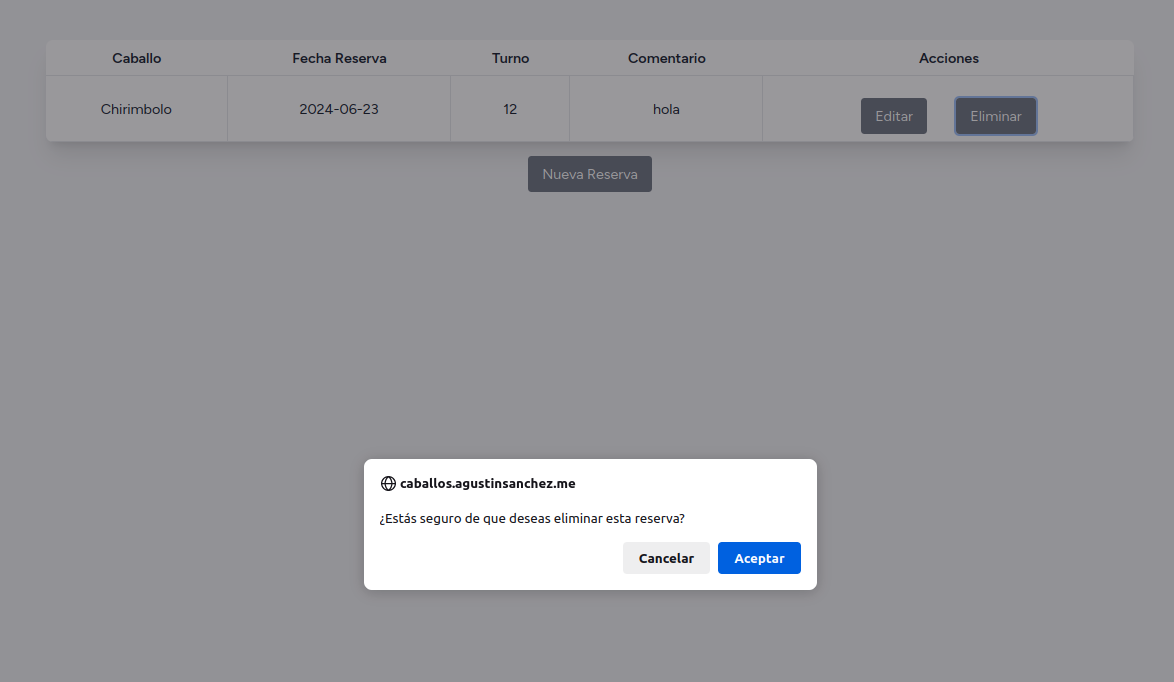 Caballo Fecha Reserva Turno Comentario Acciones
Chirimbolo 2024-06-23 12 hola Editar Eliminar
Nueva Reserva
caballos.agustinsanchez.me
¿Estás seguro de que deseas eliminar esta reserva?
Cancelar Aceptar